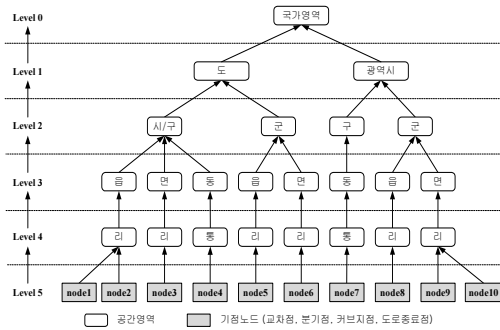 Level 0 국가영역
Level 1 도 광역시
Level 2 시/구 군 구 군
Level 3 읍 면 동 읍 면 동 읍 면
Level 4 리 리 통 리 리 통 리 리
Level 5 node1 node2 node3 node4 node5 node6 node7 node8 node9 node10
공간영역 기점노드 (교차점, 분기점, 커브지점, 도로종료점)